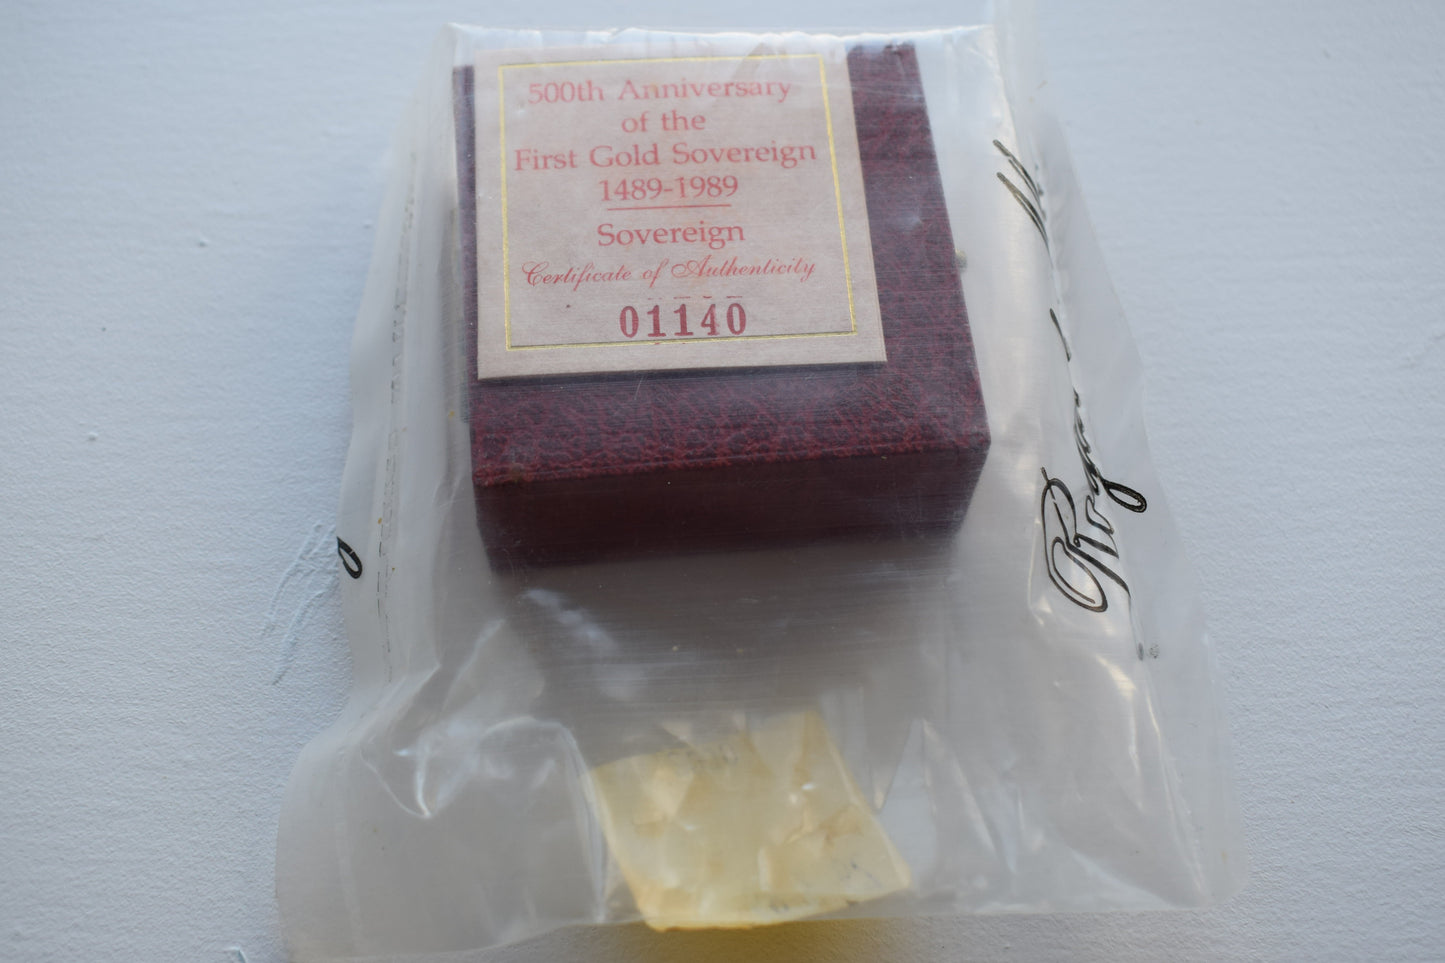 500th Anniversary
of the
First Gold Sovereign
1489-1989
Sovereign
Certificate of Authenticity
01140